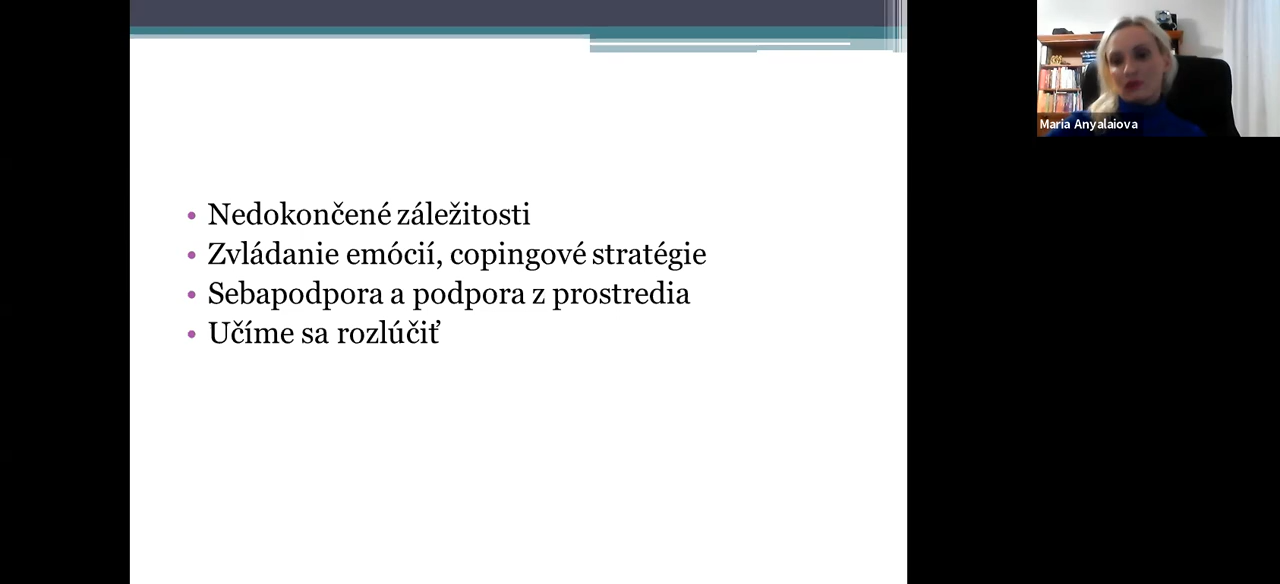 Nedokončené záležitosti
Zvládanie emócií, copingové stratégie
Sebapodpora a podpora z prostredia
Učíme sa rozlúčiť
Maria Anyalaiova